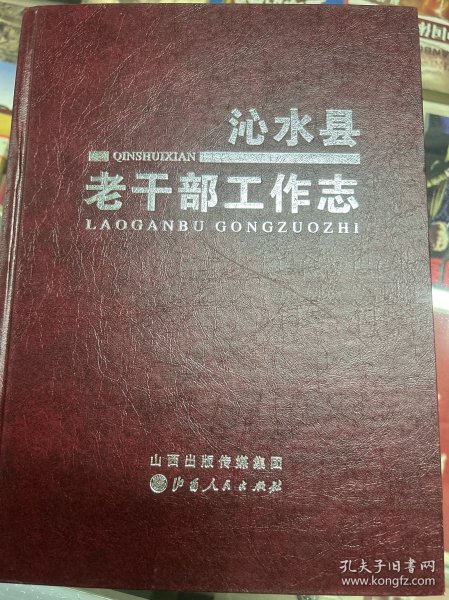 沁水县
QINSHUIXIAN
老干部工作志
LAOGANBU GONGZUOZHI
山西出版传媒集团
山西人民出版社
孔夫子旧书网
www.kongfz.com